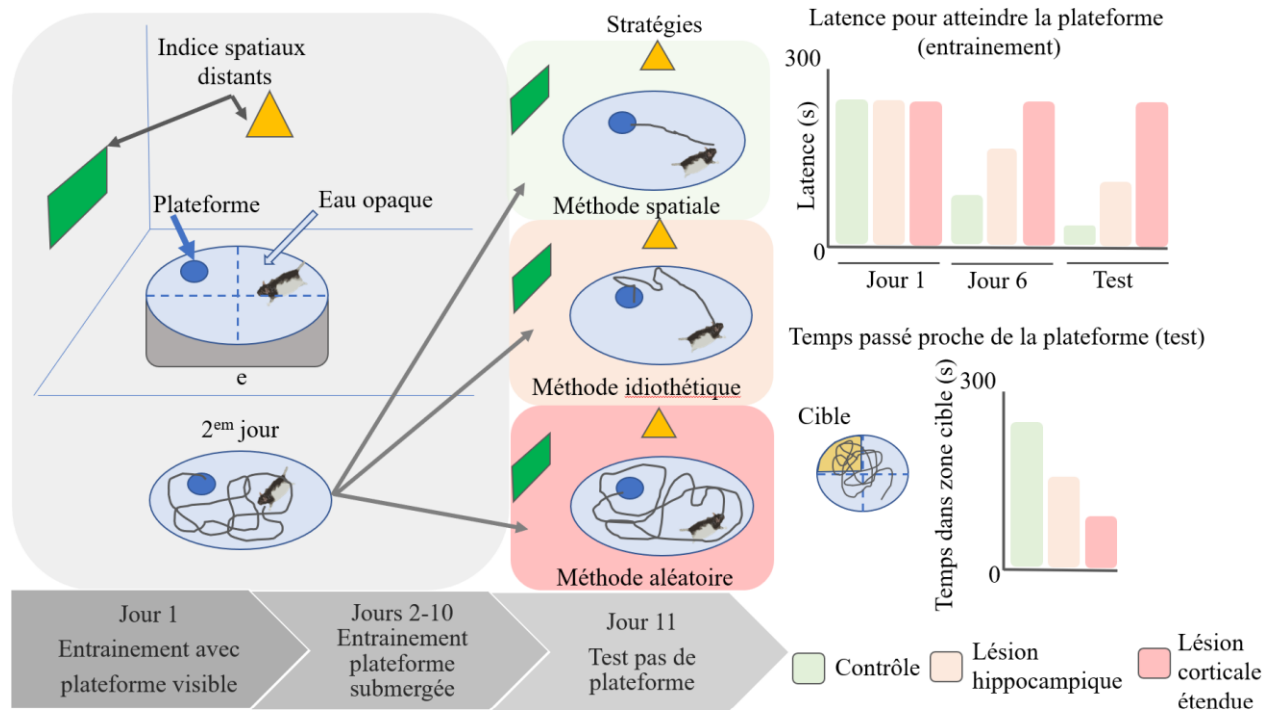 Indice spatiaux
distants
Plateforme
Eau opaque
e
2em jour
Stratégies
Méthode spatiale
Méthode idiothétique
Méthode aléatoire
Latence pour atteindre la plateforme
(entrainement)
300
Latence (s)
0
Jour 1
Jour 6
Test
Temps passé proche de la plateforme (test)
300
Temps dans zone cible (s)
0
Cible
Jour 1
Entrainement avec
plateforme visible
Jours 2-10
Entrainement
plateforme
submergée
Jour 11
Test pas de
plateforme
Contrôle
Lésion
hippocampique
Lésion
corticale
étendue